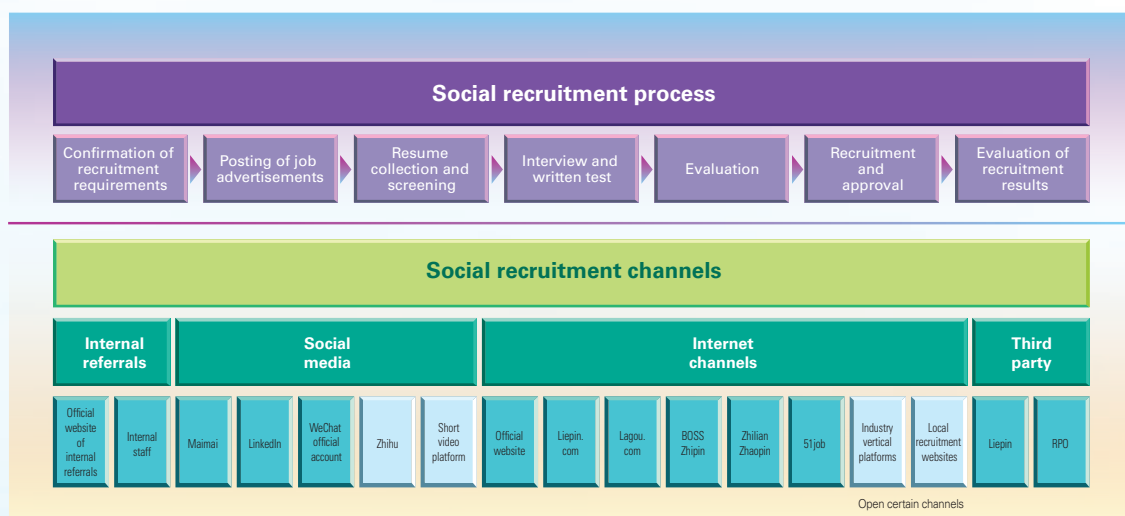 Social recruitment process
Confirmation of
recruitment
requirements
Posting of job
advertisements
Resume
collection and
screening
Interview and
written test
Evaluation
Recruitment
and
approval
Evaluation of
recruitment
results
Social recruitment channels
Internal
referrals
Social
media
Internet
channels
Third
party
Official
website
of
internal
referrals
Internal
staff
Maimai
LinkedIn
WeChat
official
account
Zhihu
Short
video
platform
Official
website
Liepin.
com
Lagou.
com
BOSS
Zhipin
Zhilian
Zhaopin
51job
Industry
vertical
platforms
Local
recruitment
websites
Liepin
RPO
Open certain channels